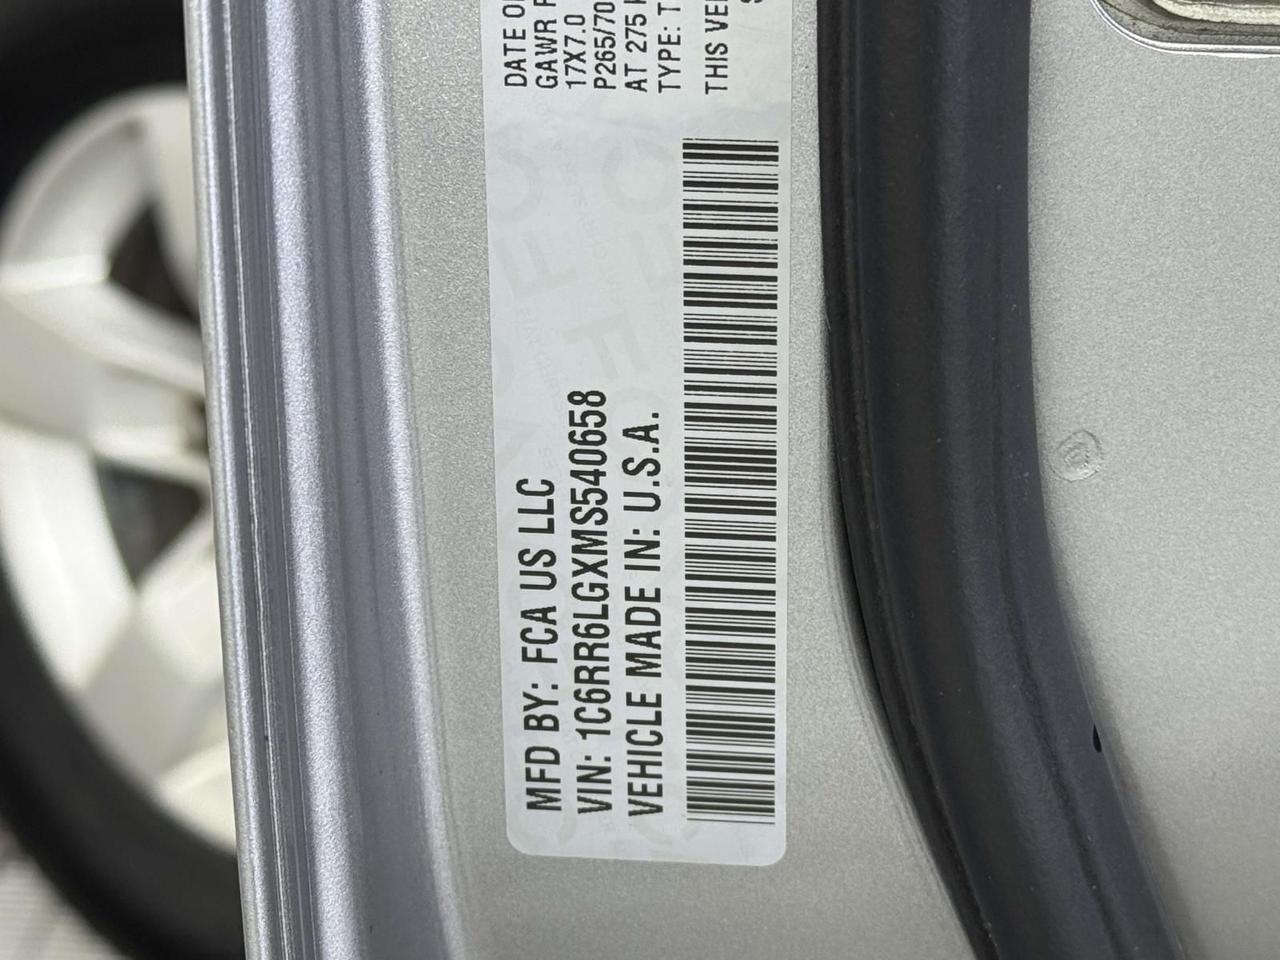 MFD BY: FCA US LLC
VIN: 1C6RR6LGXMS540658
VEHICLE MADE IN: U.S.A.
DATE OF
GAWR
17X7.0
P265/70
AT 275
TYPE: T
THIS